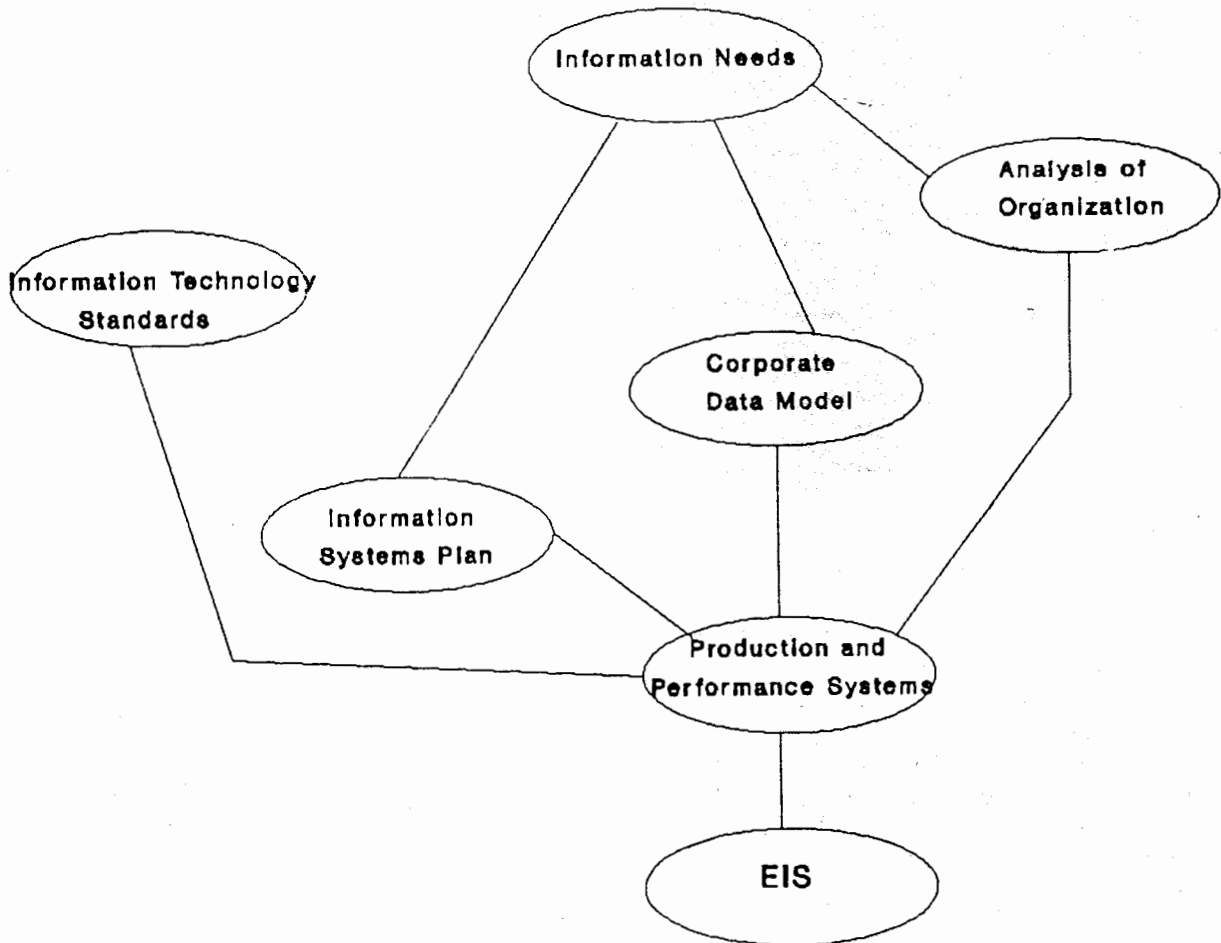 Information Needs
Analysis of
Organization
Information Technology
Standards
Corporate
Data Model
Information
Systems Plan
Production and
Performance Systems
EIS